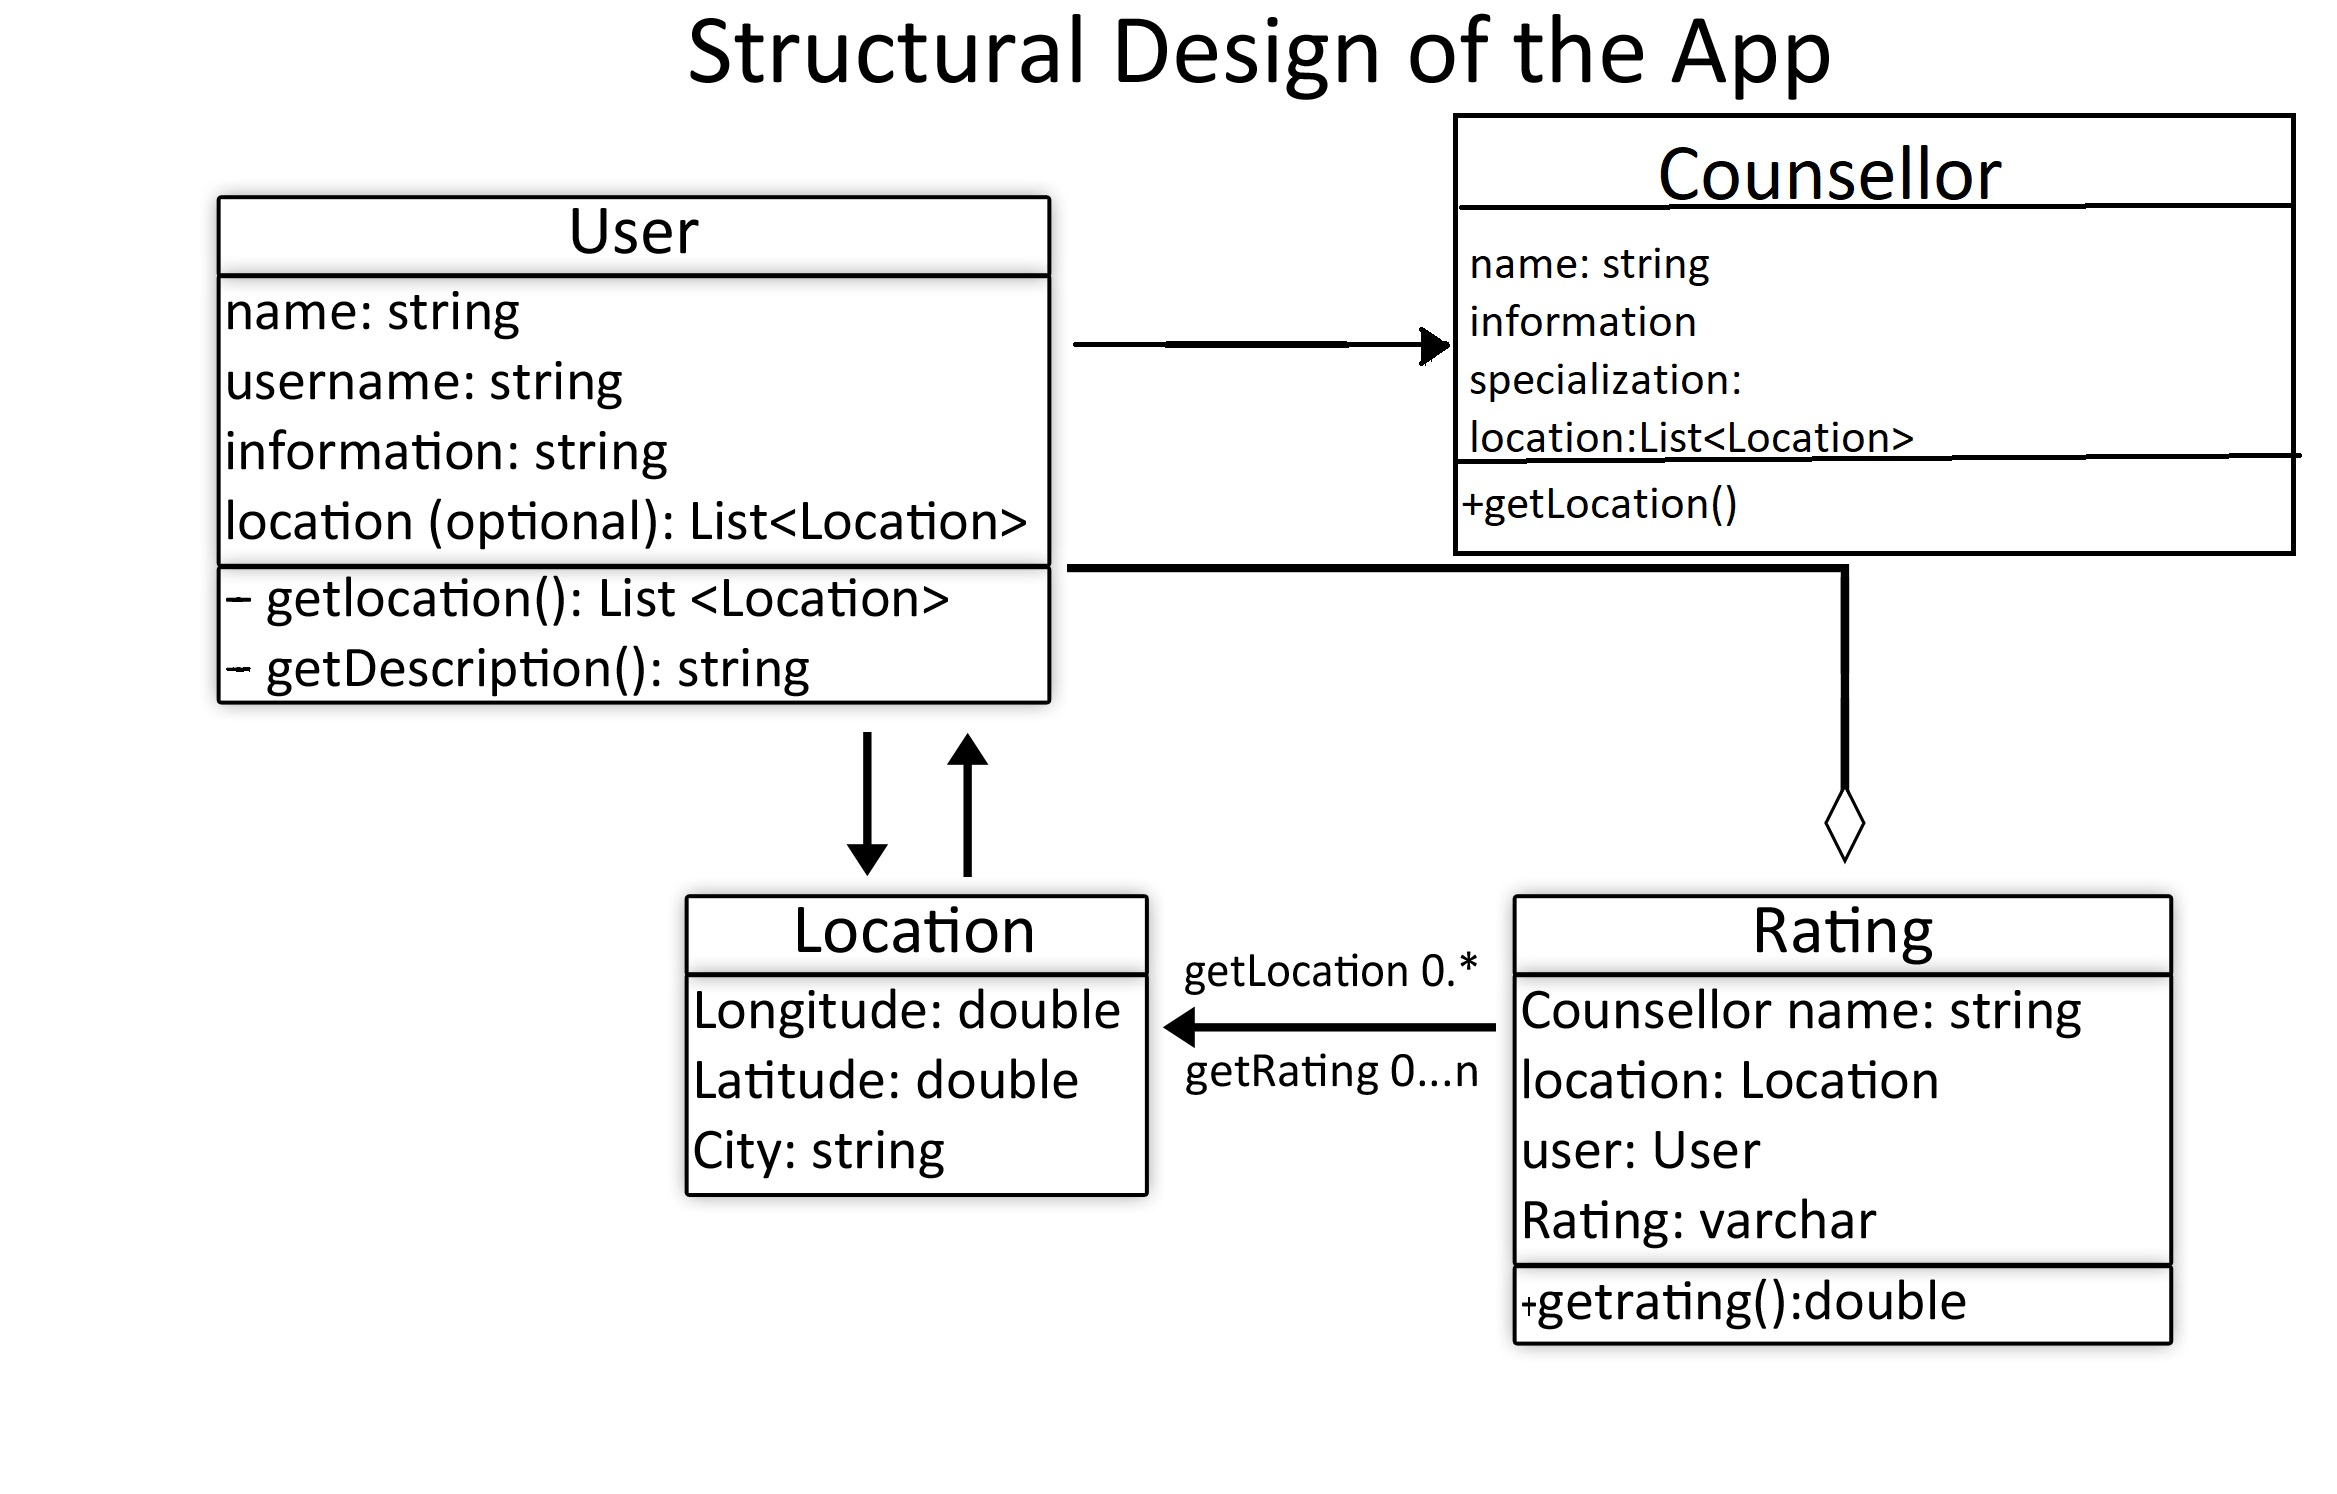 Structural Design of the App
User
name: string
username: string
information: string
location (optional): List<Location>
– getlocation(): List <Location>
– getDescription(): string
Counsellor
name: string
information
specialization:
location:List<Location>
+getLocation()
Location
Longitude: double
Latitude: double
City: string
getLocation 0.*
getRating 0...n
Rating
Counsellor name: string
location: Location
user: User
Rating: varchar
+getrating():double